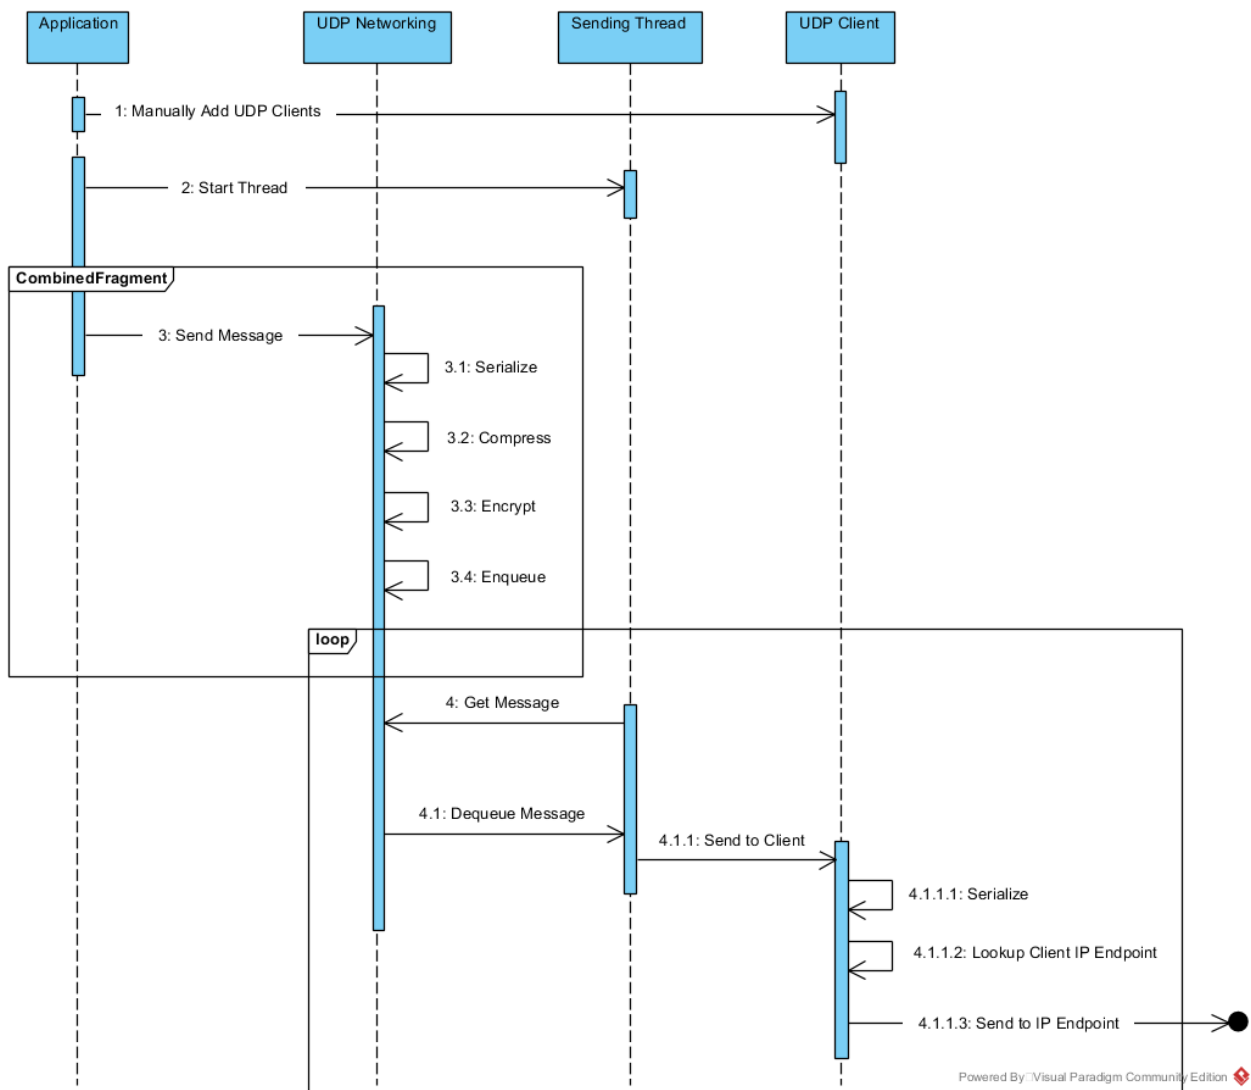 Application
UDP Networking
Sending Thread
UDP Client
1: Manually Add UDP Clients
2: Start Thread
CombinedFragment
3: Send Message
3.1: Serialize
3.2: Compress
3.3: Encrypt
3.4: Enqueue
loop
4: Get Message
4.1: Dequeue Message
4.1.1: Send to Client
4.1.1.1: Serialize
4.1.1.2: Lookup Client IP Endpoint
4.1.1.3: Send to IP Endpoint
Powered By Visual Paradigm Community Edition